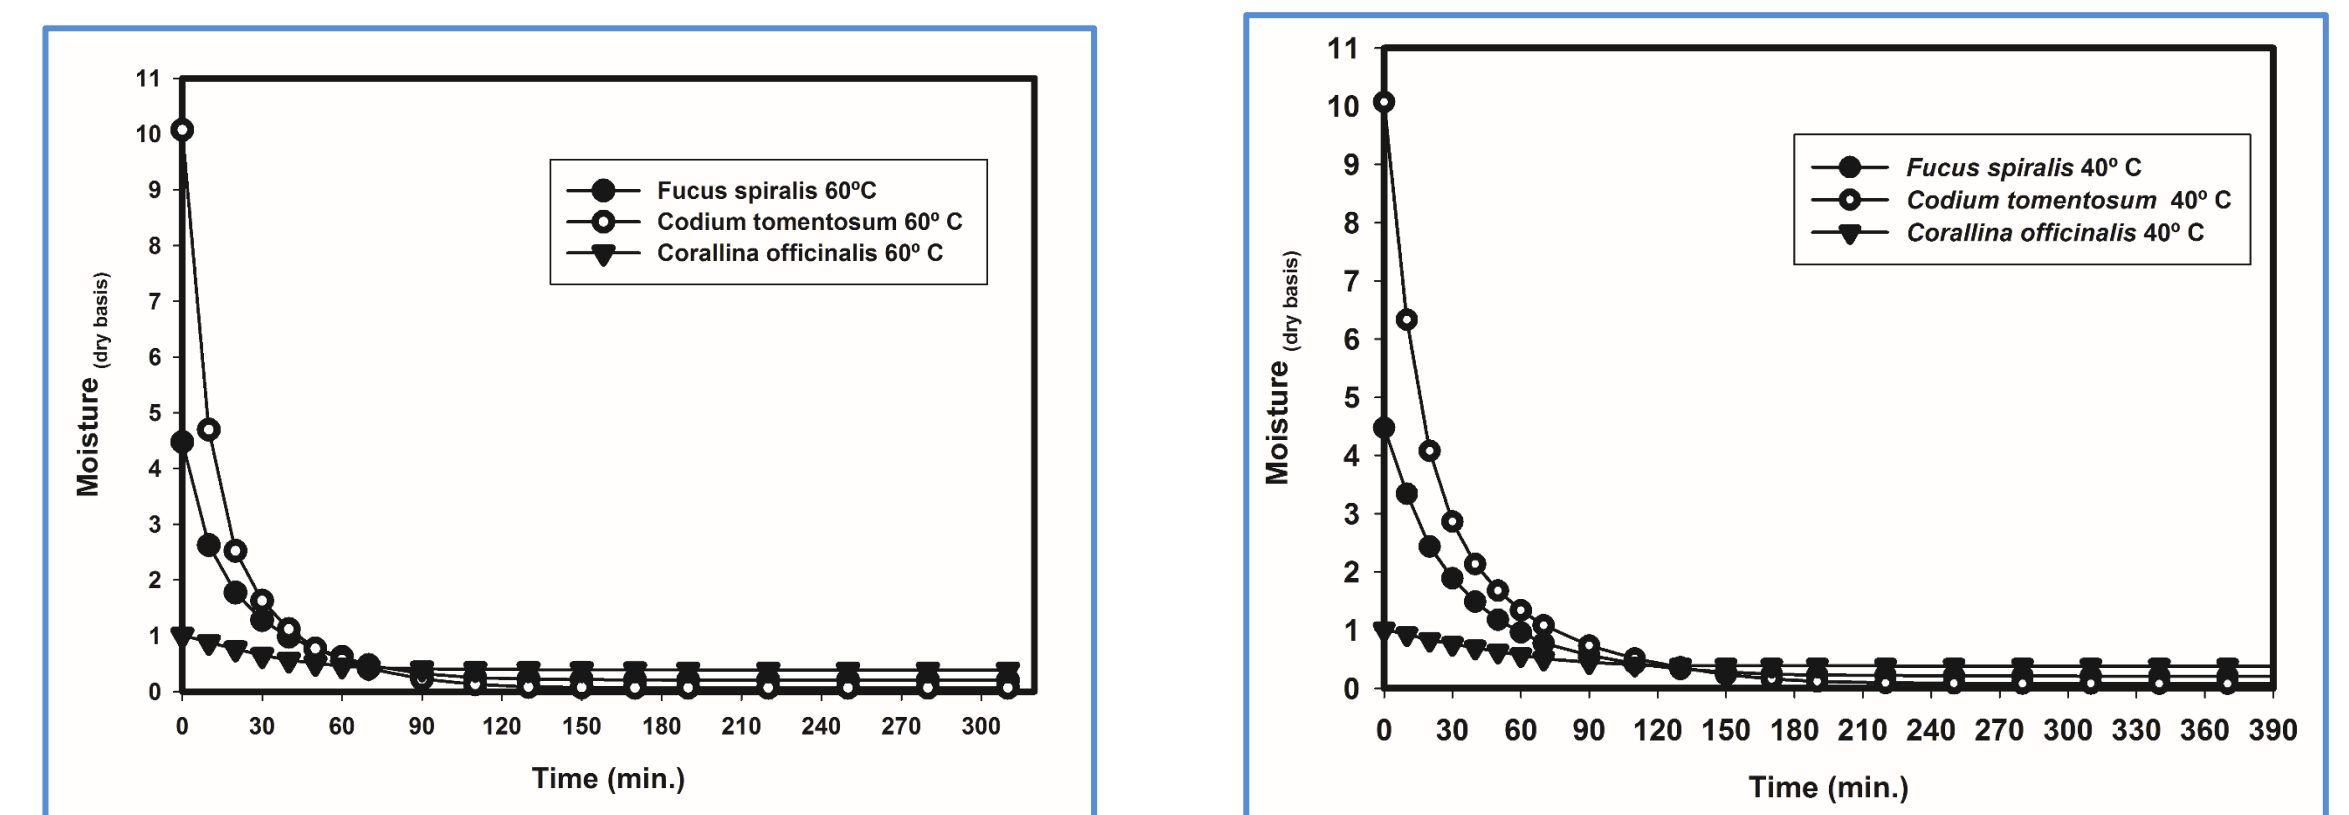 11
10
9
8
7
6
5
4
3
2
1
0
Moisture (dry basis)
Fucus spiralis 60ºC
Codium tomentosum 60º C
Corallina officinalis 60º C
0 30 60 90 120 150 180 210 240 270 300
Time (min.)
11
10
9
8
7
6
5
4
3
2
1
0
Moisture (dry basis)
Fucus spiralis 40º C
Codium tomentosum 40º C
Corallina officinalis 40º C
0 30 60 90 120 150 180 210 240 270 300 330 360 390
Time (min.)